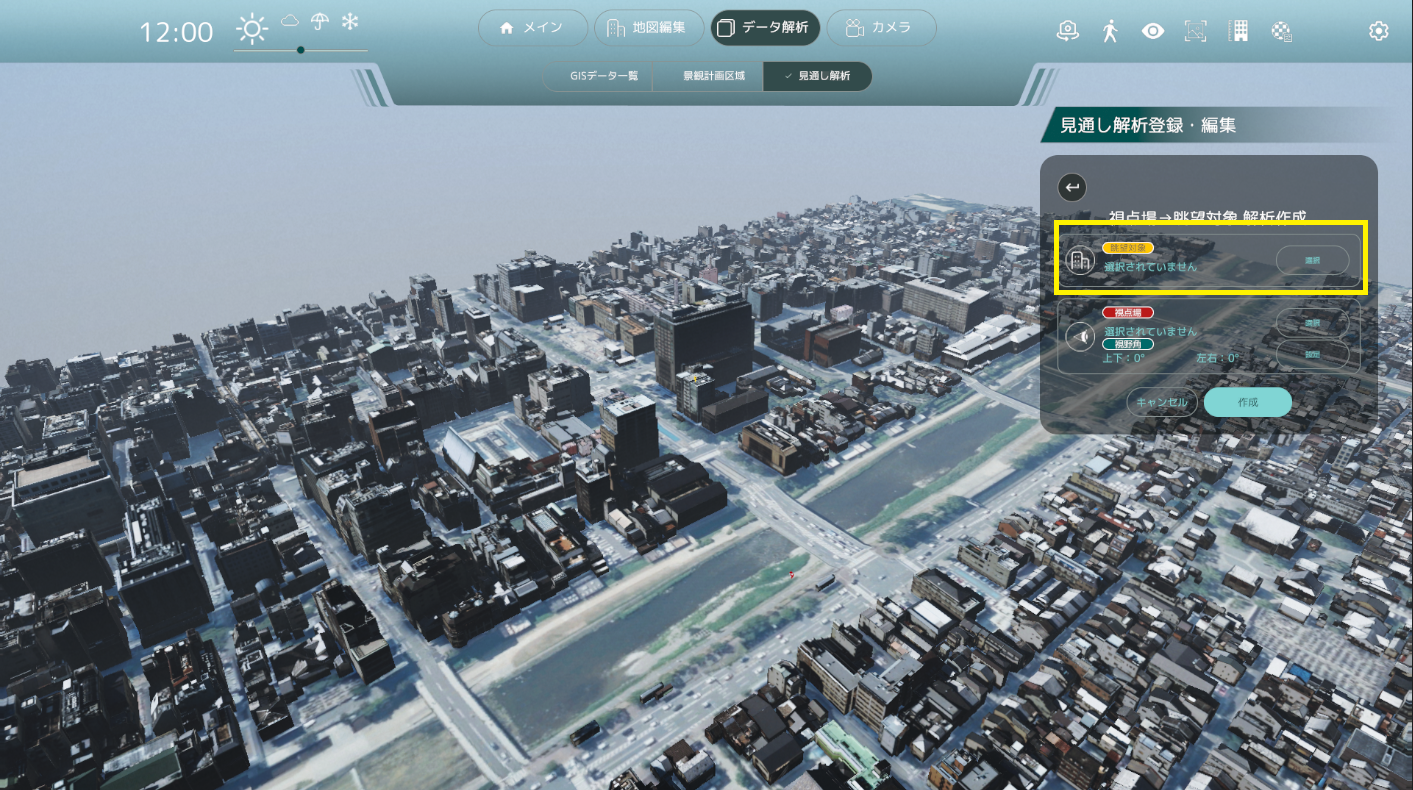 12:00
メイン
地図編集
データ解析
カメラ
GISデータ一覧
景観計画区域
✓ 見通し解析
見通し解析登録・編集
視点場→眺望対象 解析作成
眺望対象
選択されていません
選択
視点場
選択されていません
選択
視野角
上下：0°
左右：0°
設定
キャンセル
作成